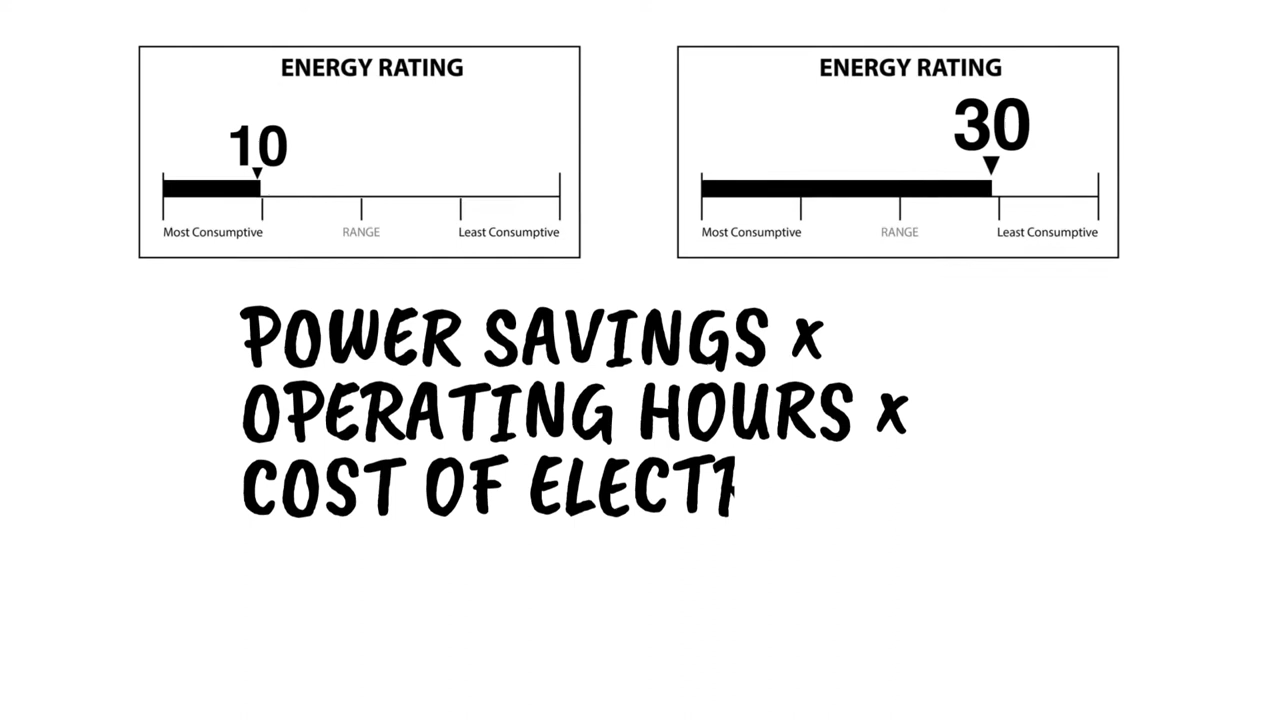 ENERGY RATING
10
Most Consumptive RANGE Least Consumptive
ENERGY RATING
30
Most Consumptive RANGE Least Consumptive
POWER SAVINGS x
OPERATING HOURS x
COST OF